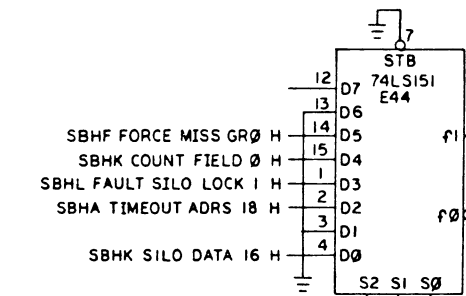 7
STB
74LS151
E44
12 D7
13 D6
SBHF FORCE MISS GRØ H 14 D5 f1
SBHK COUNT FIELD Ø H 15 D4
SBHL FAULT SILO LOCK 1 H 1 D3
SBHA TIMEOUT ADRS 18 H 2 D2 fØ
3 D1
SBHK SILO DATA 16 H 4 DØ
S2 S1 SØ